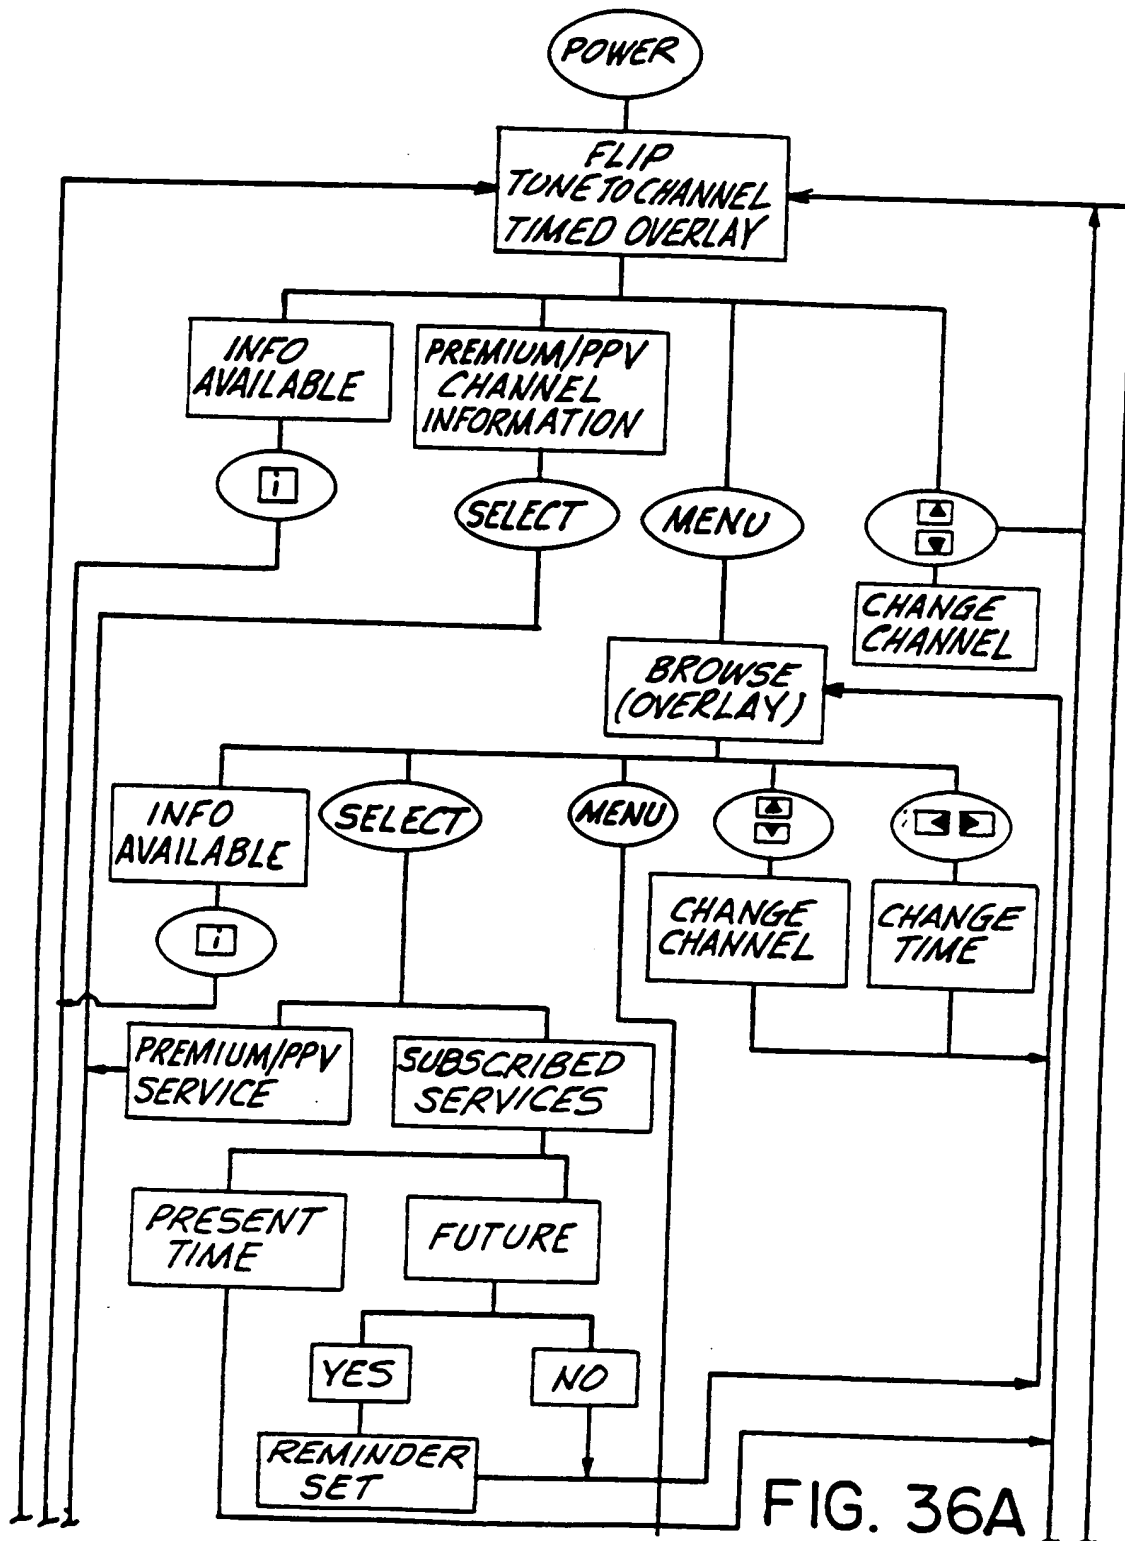 POWER
FLIP
TUNE TO CHANNEL
TIMED OVERLAY
INFO
AVAILABLE
PREMIUM/PPV
CHANNEL
INFORMATION
i
SELECT
MENU
CHANGE
CHANNEL
BROWSE
(OVERLAY)
INFO
AVAILABLE
SELECT
MENU
i
CHANGE
CHANNEL
CHANGE
TIME
PREMIUM/PPV
SERVICE
SUBSCRIBED
SERVICES
PRESENT
TIME
FUTURE
YES
NO
REMINDER
SET
FIG. 36A